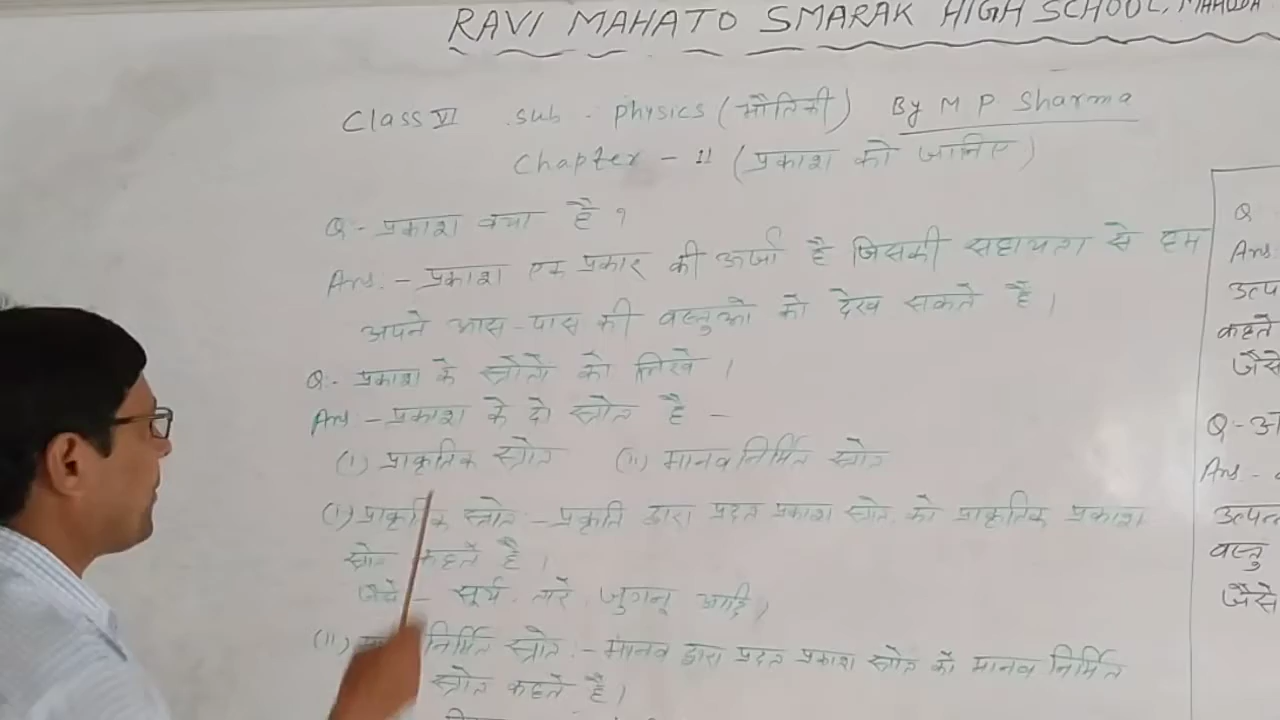 RAVI MAHATO SMARAK HIGH SCHOOL, MAHUDA
Class VI sub - Physics (भौतिकी) By M P Sharma
Chapter - 11 (प्रकाश को जानिए)
Q:- प्रकाश क्या है ?
Ans:- प्रकाश एक प्रकार की ऊर्जा है जिसकी सहायता से हम
अपने आस-पास की वस्तुओ को देख सकते है।
Q:- प्रकाश के स्त्रोतो को लिखे ।
Ans:- प्रकाश के दो स्त्रोत है -
(i) प्राकृतिक स्त्रोत (ii) मानव निर्मित स्त्रोत
(i) प्राकृतिक स्त्रोत :- प्रकृति द्वारा प्रदत प्रकाश स्त्रोत को प्राकृतिक प्रकाश
स्त्रोत कहते है ।
जैसे - सूर्य, तारे, जुगनू आदि,
(ii) निर्मित स्त्रोत :- मानव द्वारा प्रदत प्रकाश स्त्रोत को मानव निर्मित
स्त्रोत कहते है।
Q
Ans
उत्प
कहते
जैसे
Q- अ
Ans -
उत्पन्
वस्तु
जैसे